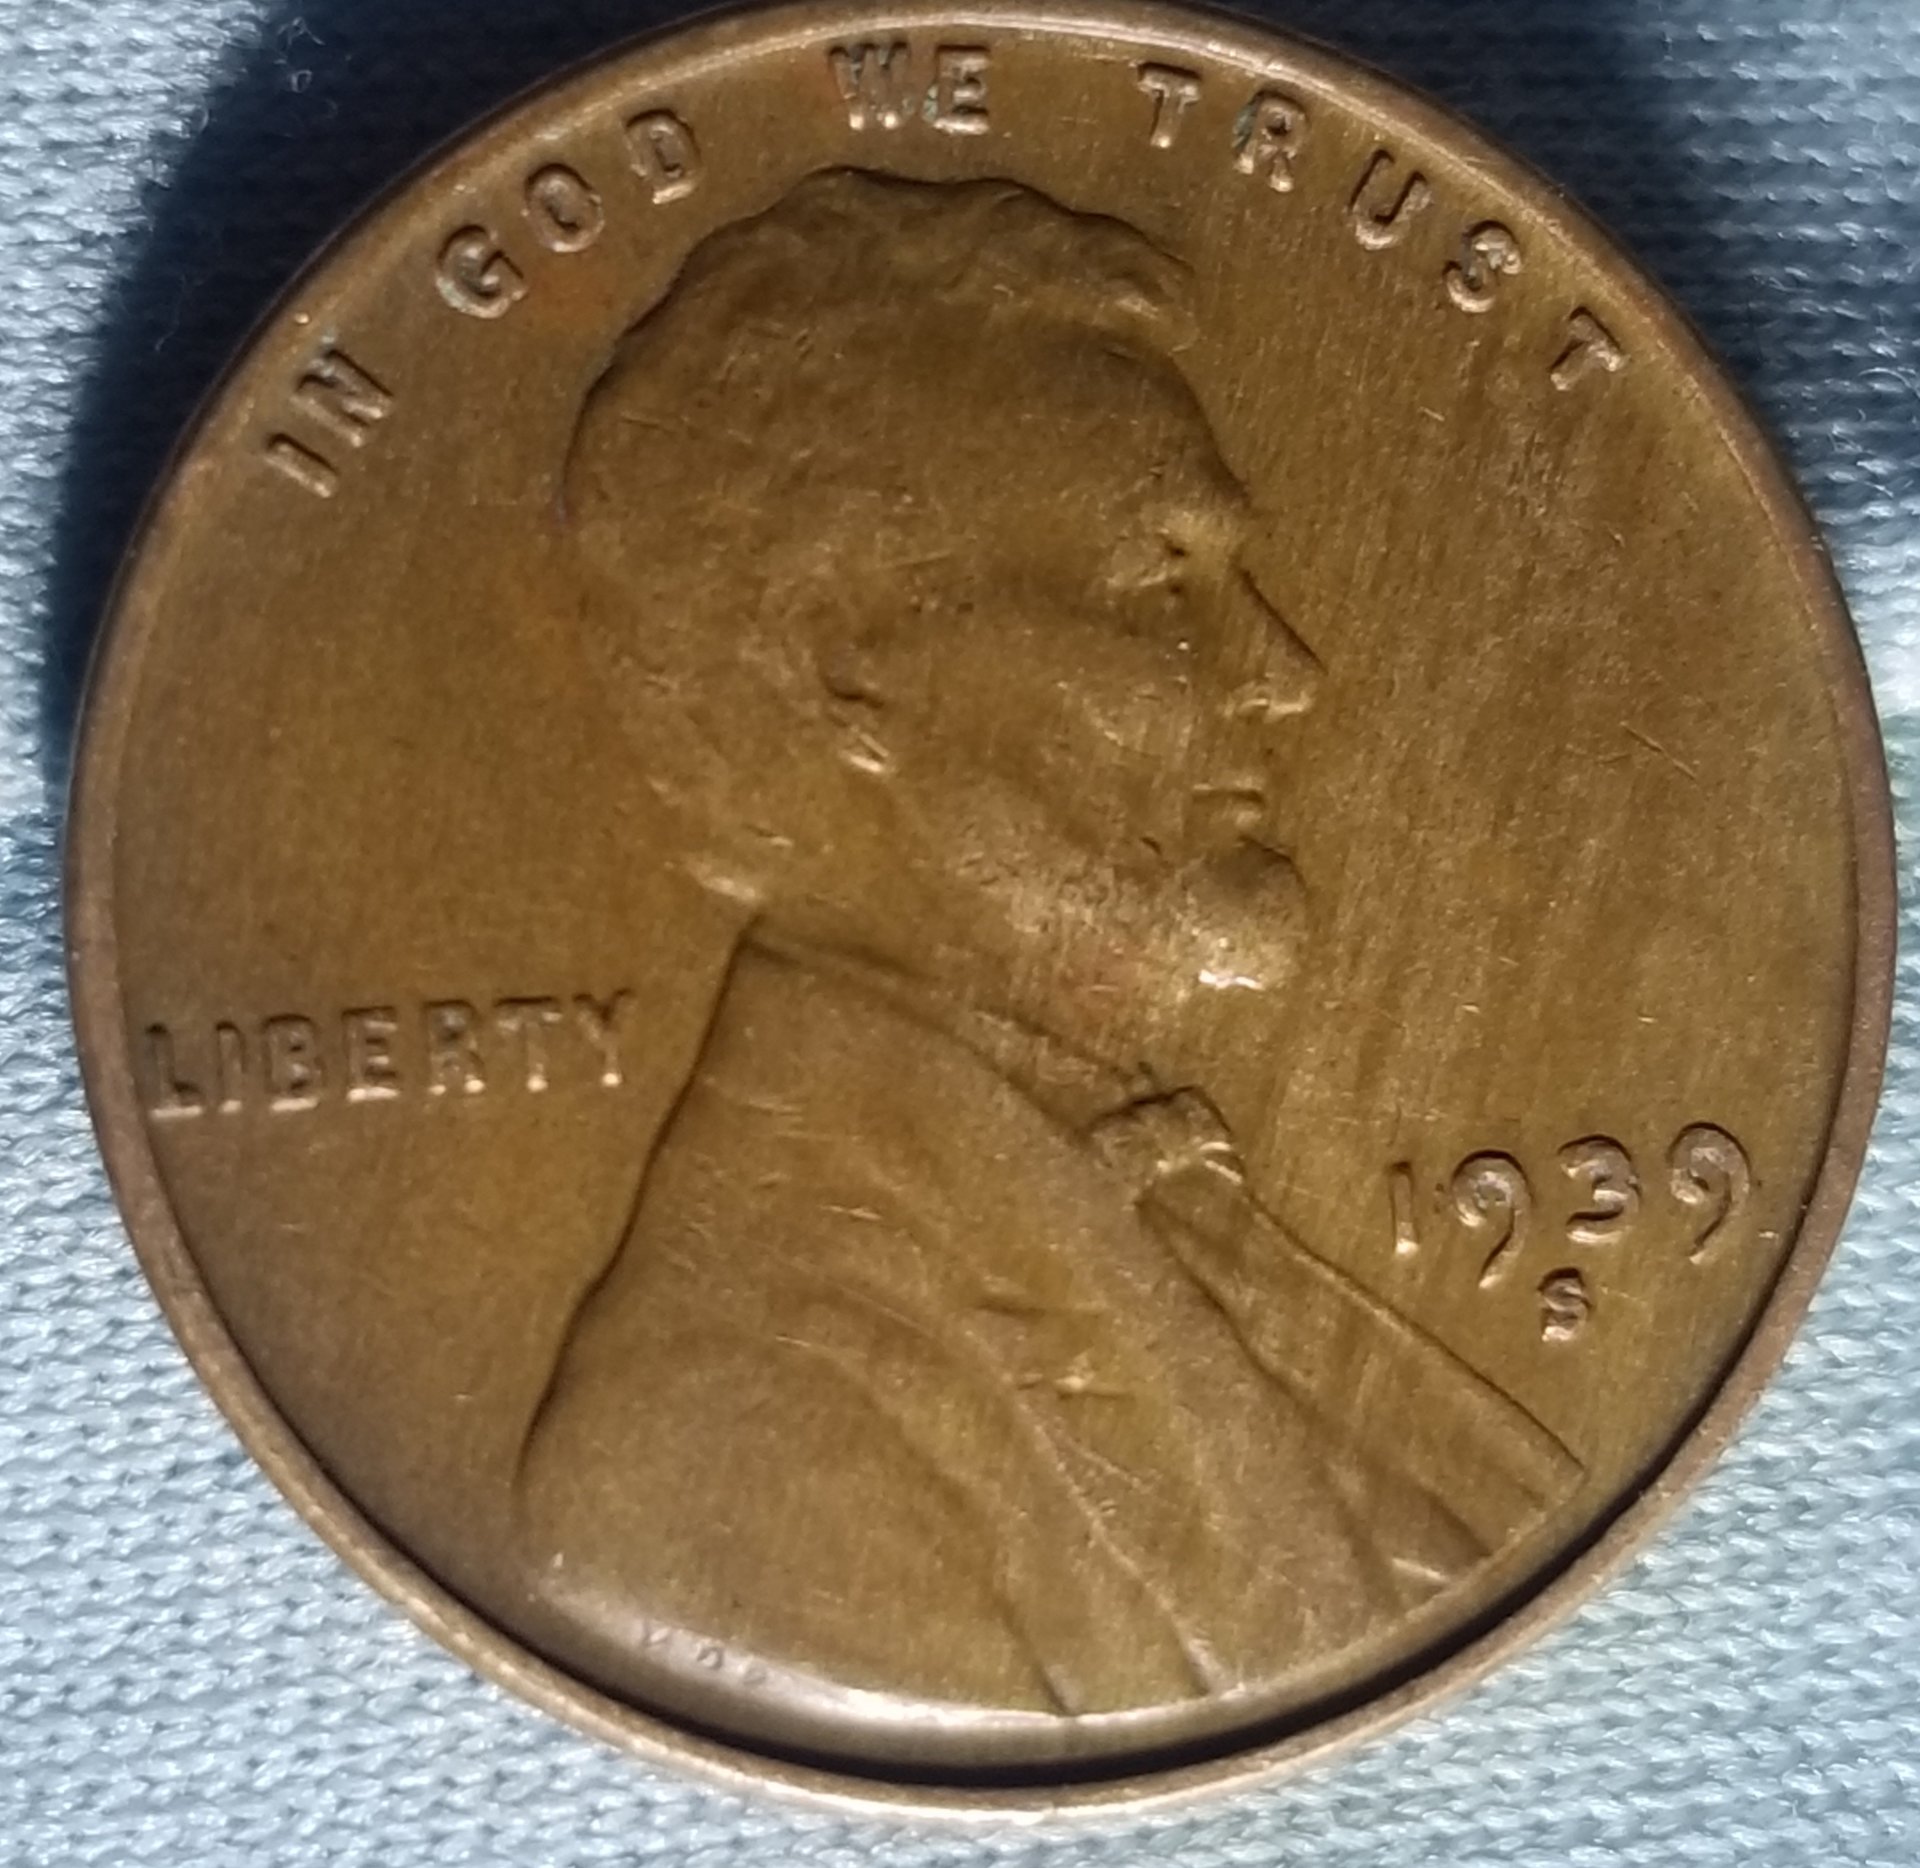 IN GOD WE TRUST
LIBERTY
1939
S